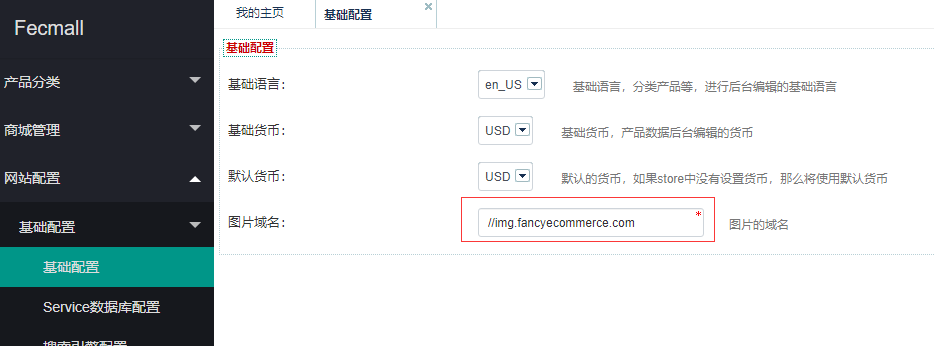 Fecmall
我的主页
基础配置
产品分类
商城管理
网站配置
基础配置
基础配置
Service数据库配置
搜索引擎配置
基础配置
基础语言:
en_US
基础语言，分类产品等，进行后台编辑的基础语言
基础货币:
USD
基础货币，产品数据后台编辑的货币
默认货币:
USD
默认的货币，如果store中没有设置货币，那么将使用默认货币
图片域名:
//img.fancyecommerce.com
*
图片的域名